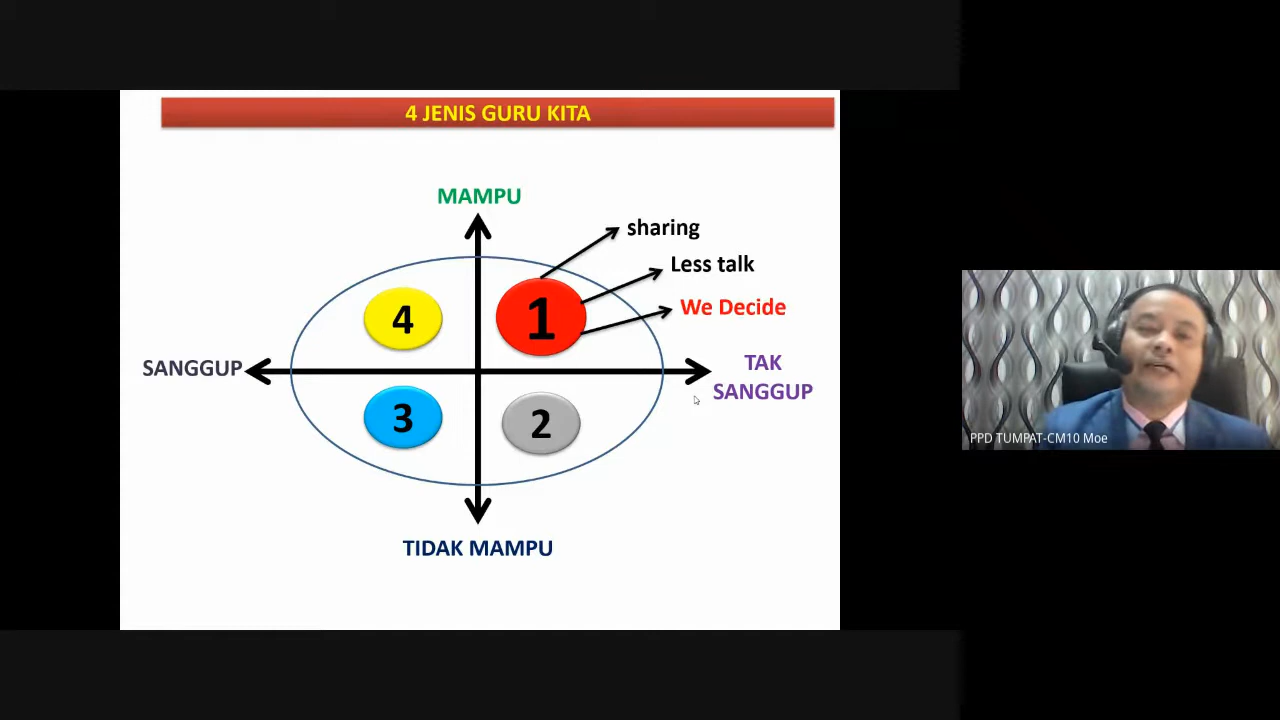 4 JENIS GURU KITA
MAMPU
sharing
Less talk
We Decide
4
1
SANGGUP
TAK
SANGGUP
3
2
TIDAK MAMPU
PPD TUMPAT-CM10 Moe